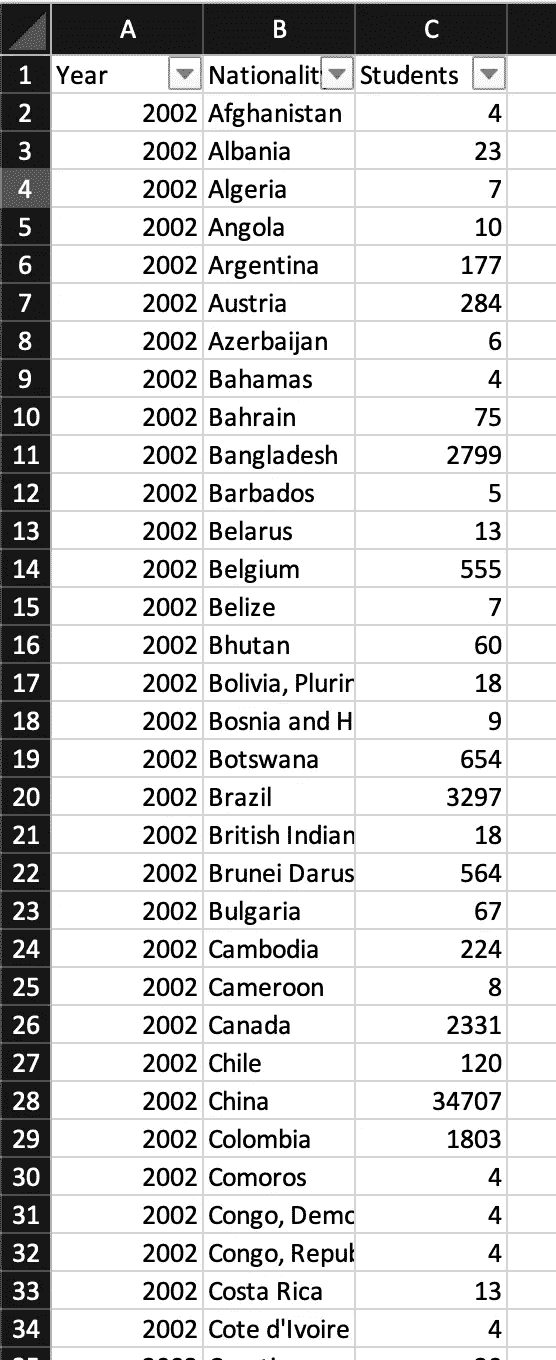 A B C
1 Year Nationalit Students
2 2002 Afghanistan 4
3 2002 Albania 23
4 2002 Algeria 7
5 2002 Angola 10
6 2002 Argentina 177
7 2002 Austria 284
8 2002 Azerbaijan 6
9 2002 Bahamas 4
10 2002 Bahrain 75
11 2002 Bangladesh 2799
12 2002 Barbados 5
13 2002 Belarus 13
14 2002 Belgium 555
15 2002 Belize 7
16 2002 Bhutan 60
17 2002 Bolivia, Plurin 18
18 2002 Bosnia and H 9
19 2002 Botswana 654
20 2002 Brazil 3297
21 2002 British Indian 18
22 2002 Brunei Darus 564
23 2002 Bulgaria 67
24 2002 Cambodia 224
25 2002 Cameroon 8
26 2002 Canada 2331
27 2002 Chile 120
28 2002 China 34707
29 2002 Colombia 1803
30 2002 Comoros 4
31 2002 Congo, Demo 4
32 2002 Congo, Repub 4
33 2002 Costa Rica 13
34 2002 Cote d'Ivoire 4